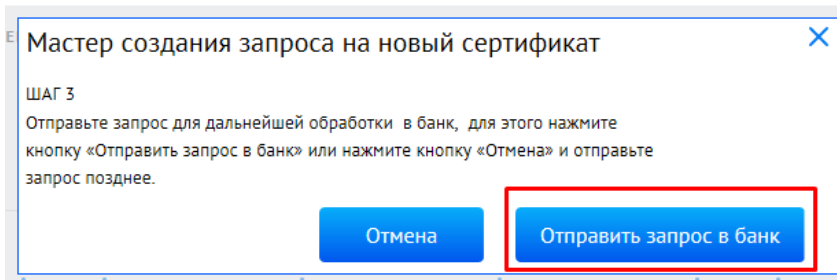 Мастер создания запроса на новый сертификат
ШАГ 3
Отправьте запрос для дальнейшей обработки в банк, для этого нажмите
кнопку «Отправить запрос в банк» или нажмите кнопку «Отмена» и отправьте
запрос позднее.
Отмена
Отправить запрос в банк